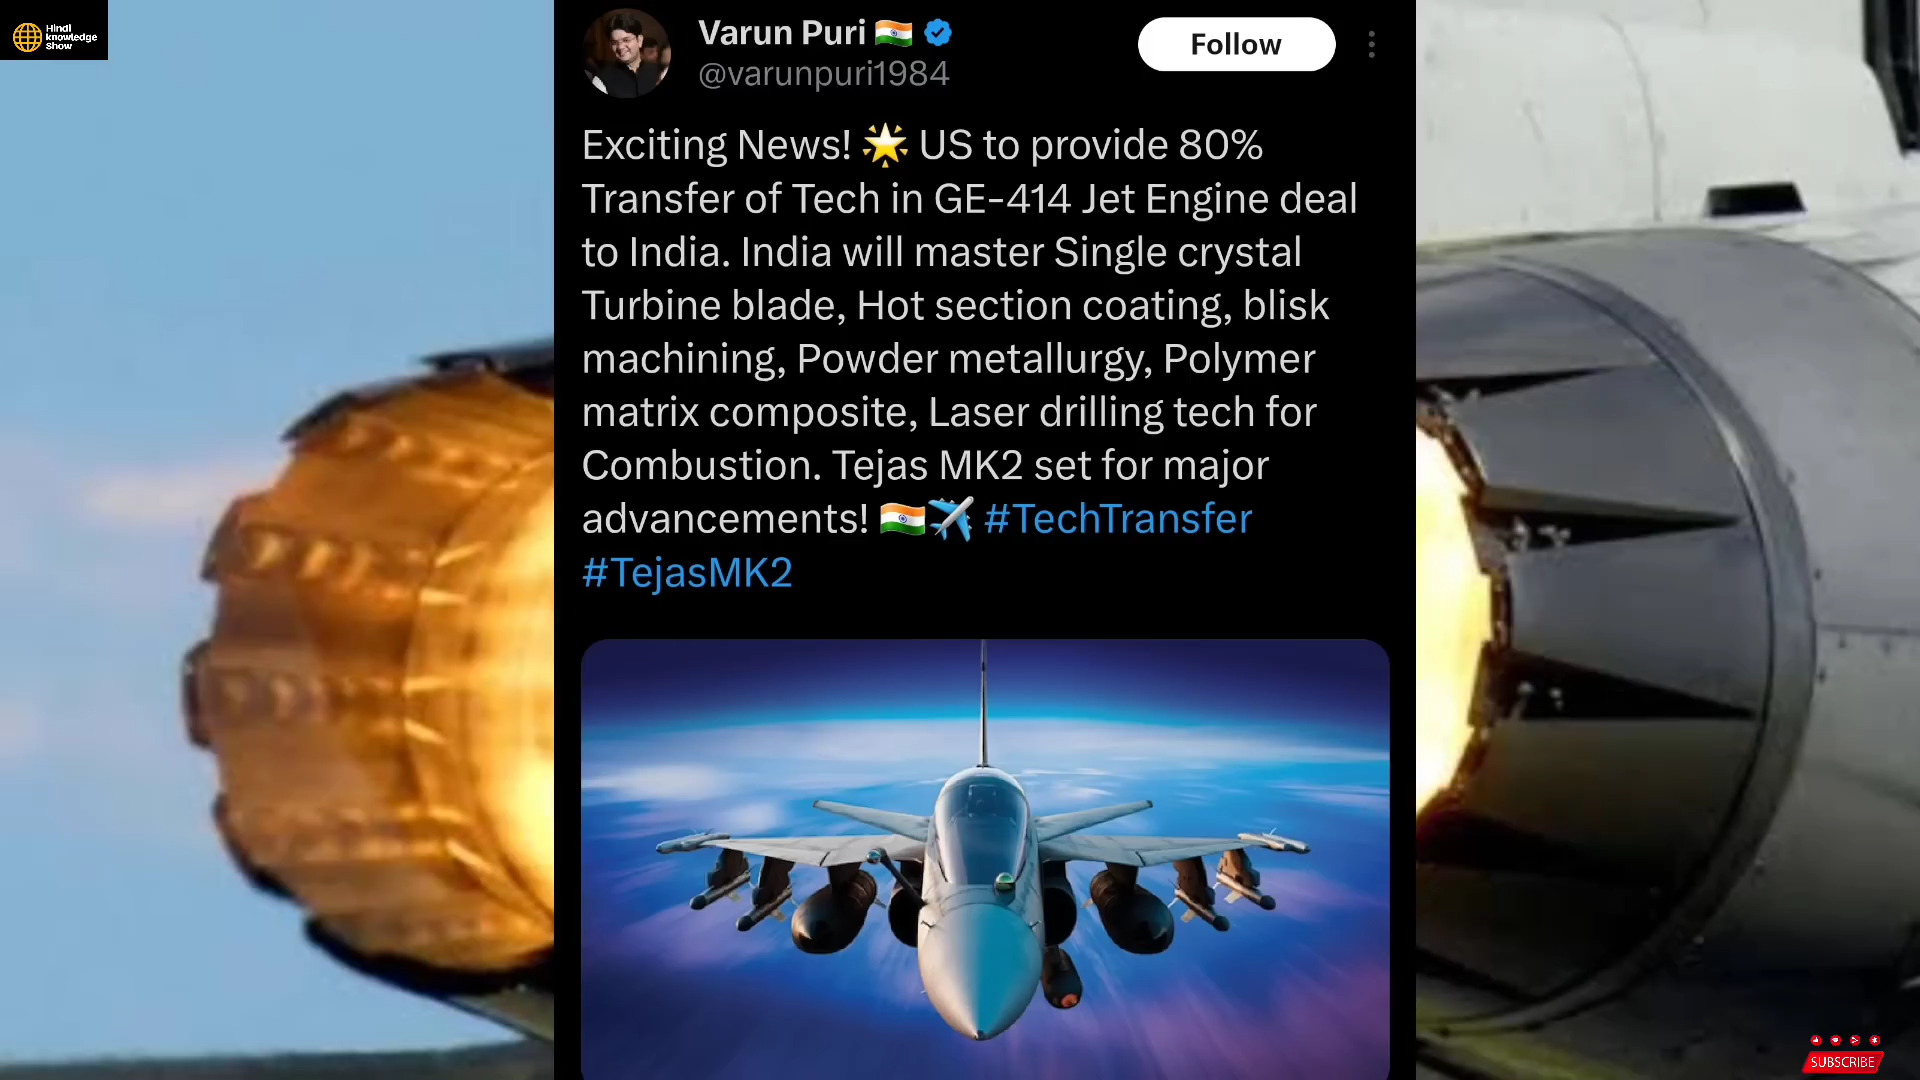 Hindi
knowledge
Show
Varun Puri 🇮🇳
@varunpuri1984
Follow
Exciting News! 🌟 US to provide 80%
Transfer of Tech in GE-414 Jet Engine deal
to India. India will master Single crystal
Turbine blade, Hot section coating, blisk
machining, Powder metallurgy, Polymer
matrix composite, Laser drilling tech for
Combustion. Tejas MK2 set for major
advancements! 🇮🇳✈️ #TechTransfer
#TejasMK2
SUBSCRIBE